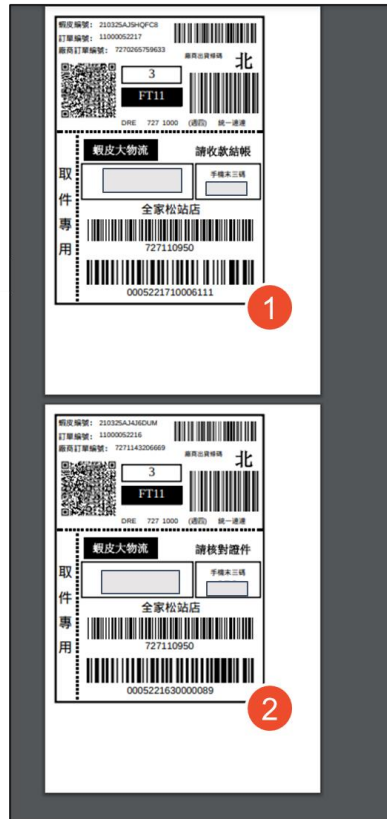 蝦皮編號: 210325AJ5HQFC8
訂單編號: 11000052217
廠商訂單編號: 7270265759633
廠商出貨條碼
北
3
FT11
DRE 727 1000 (週四) 統一速達
蝦皮大物流 請收款結帳
取件專用
手機末三碼
全家松站店
727110950
0005221710006111
1
蝦皮編號: 210325AJ4J6DUM
訂單編號: 11000052216
廠商訂單編號: 7271143206669
廠商出貨條碼
北
3
FT11
DRE 727 1000 (週四) 統一速達
蝦皮大物流 請核對證件
取件專用
手機末三碼
全家松站店
727110950
0005221630000089
2